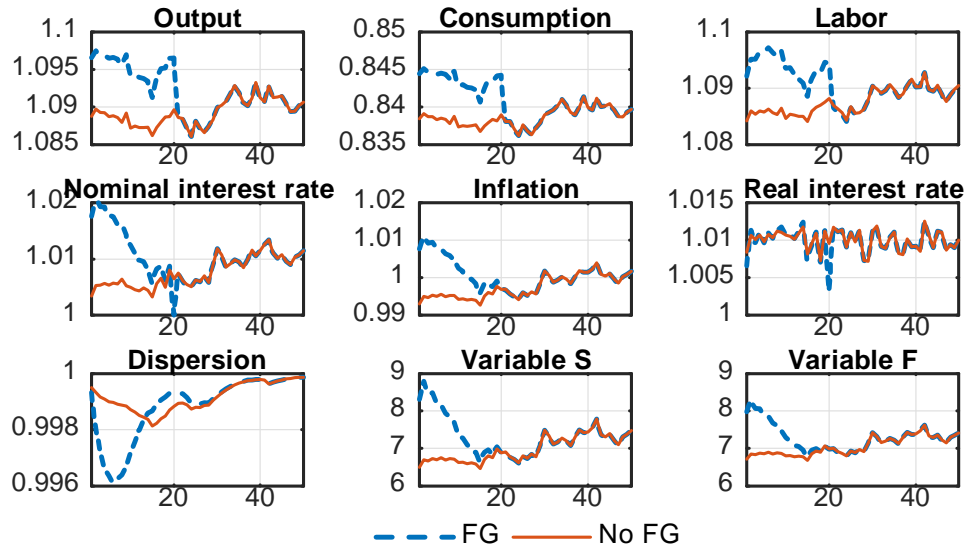 Output Consumption Labor
1.1 0.85 1.1
1.095 0.845
1.09 0.84 1.09
1.085 0.835 1.08
20 40 20 40 20 40
Nominal interest rate Inflation Real interest rate
1.02 1.02 1.015
1.01 1.01 1.01
1 1.005
1 0.99 1
20 40 20 40 20 40
Dispersion Variable S Variable F
1 9 9
8 8
0.998
7 7
0.996 6 6
20 40 20 40 20 40
FG No FG